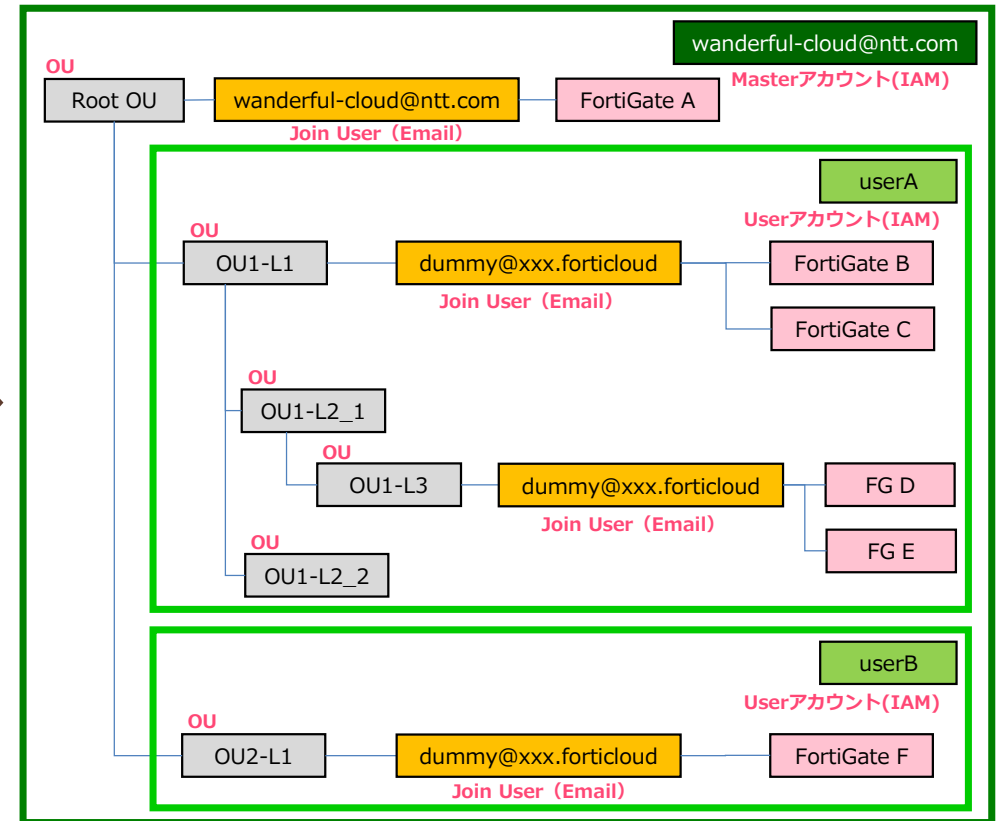 wanderful-cloud@ntt.com
Masterアカウント(IAM)
OU
Root OU
wanderful-cloud@ntt.com
FortiGate A
Join User（Email）
userA
Userアカウント(IAM)
OU
OU1-L1
dummy@xxx.forticloud
FortiGate B
Join User（Email）
FortiGate C
OU
OU1-L2_1
OU
OU1-L3
dummy@xxx.forticloud
FG D
Join User（Email）
FG E
OU
OU1-L2_2
userB
Userアカウント(IAM)
OU
OU2-L1
dummy@xxx.forticloud
FortiGate F
Join User（Email）